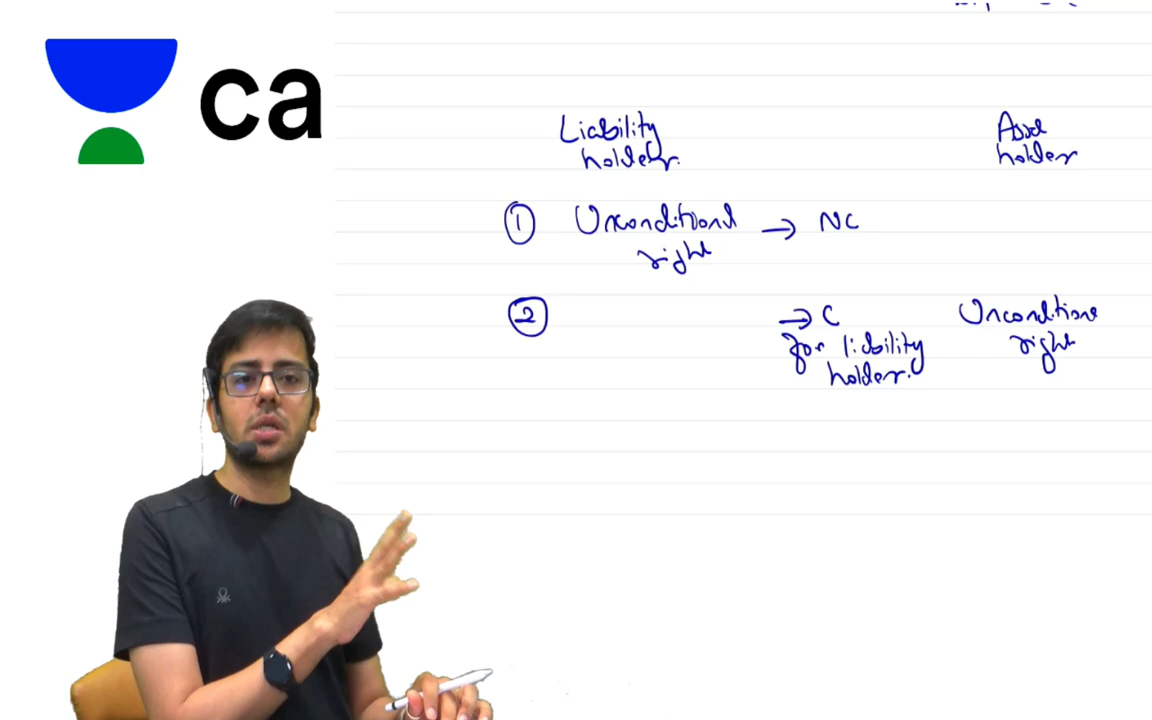 ca
Liability
holder.
Asset
holder
① Unconditional → NC
right
② → C Unconditional
for liability right
holder.